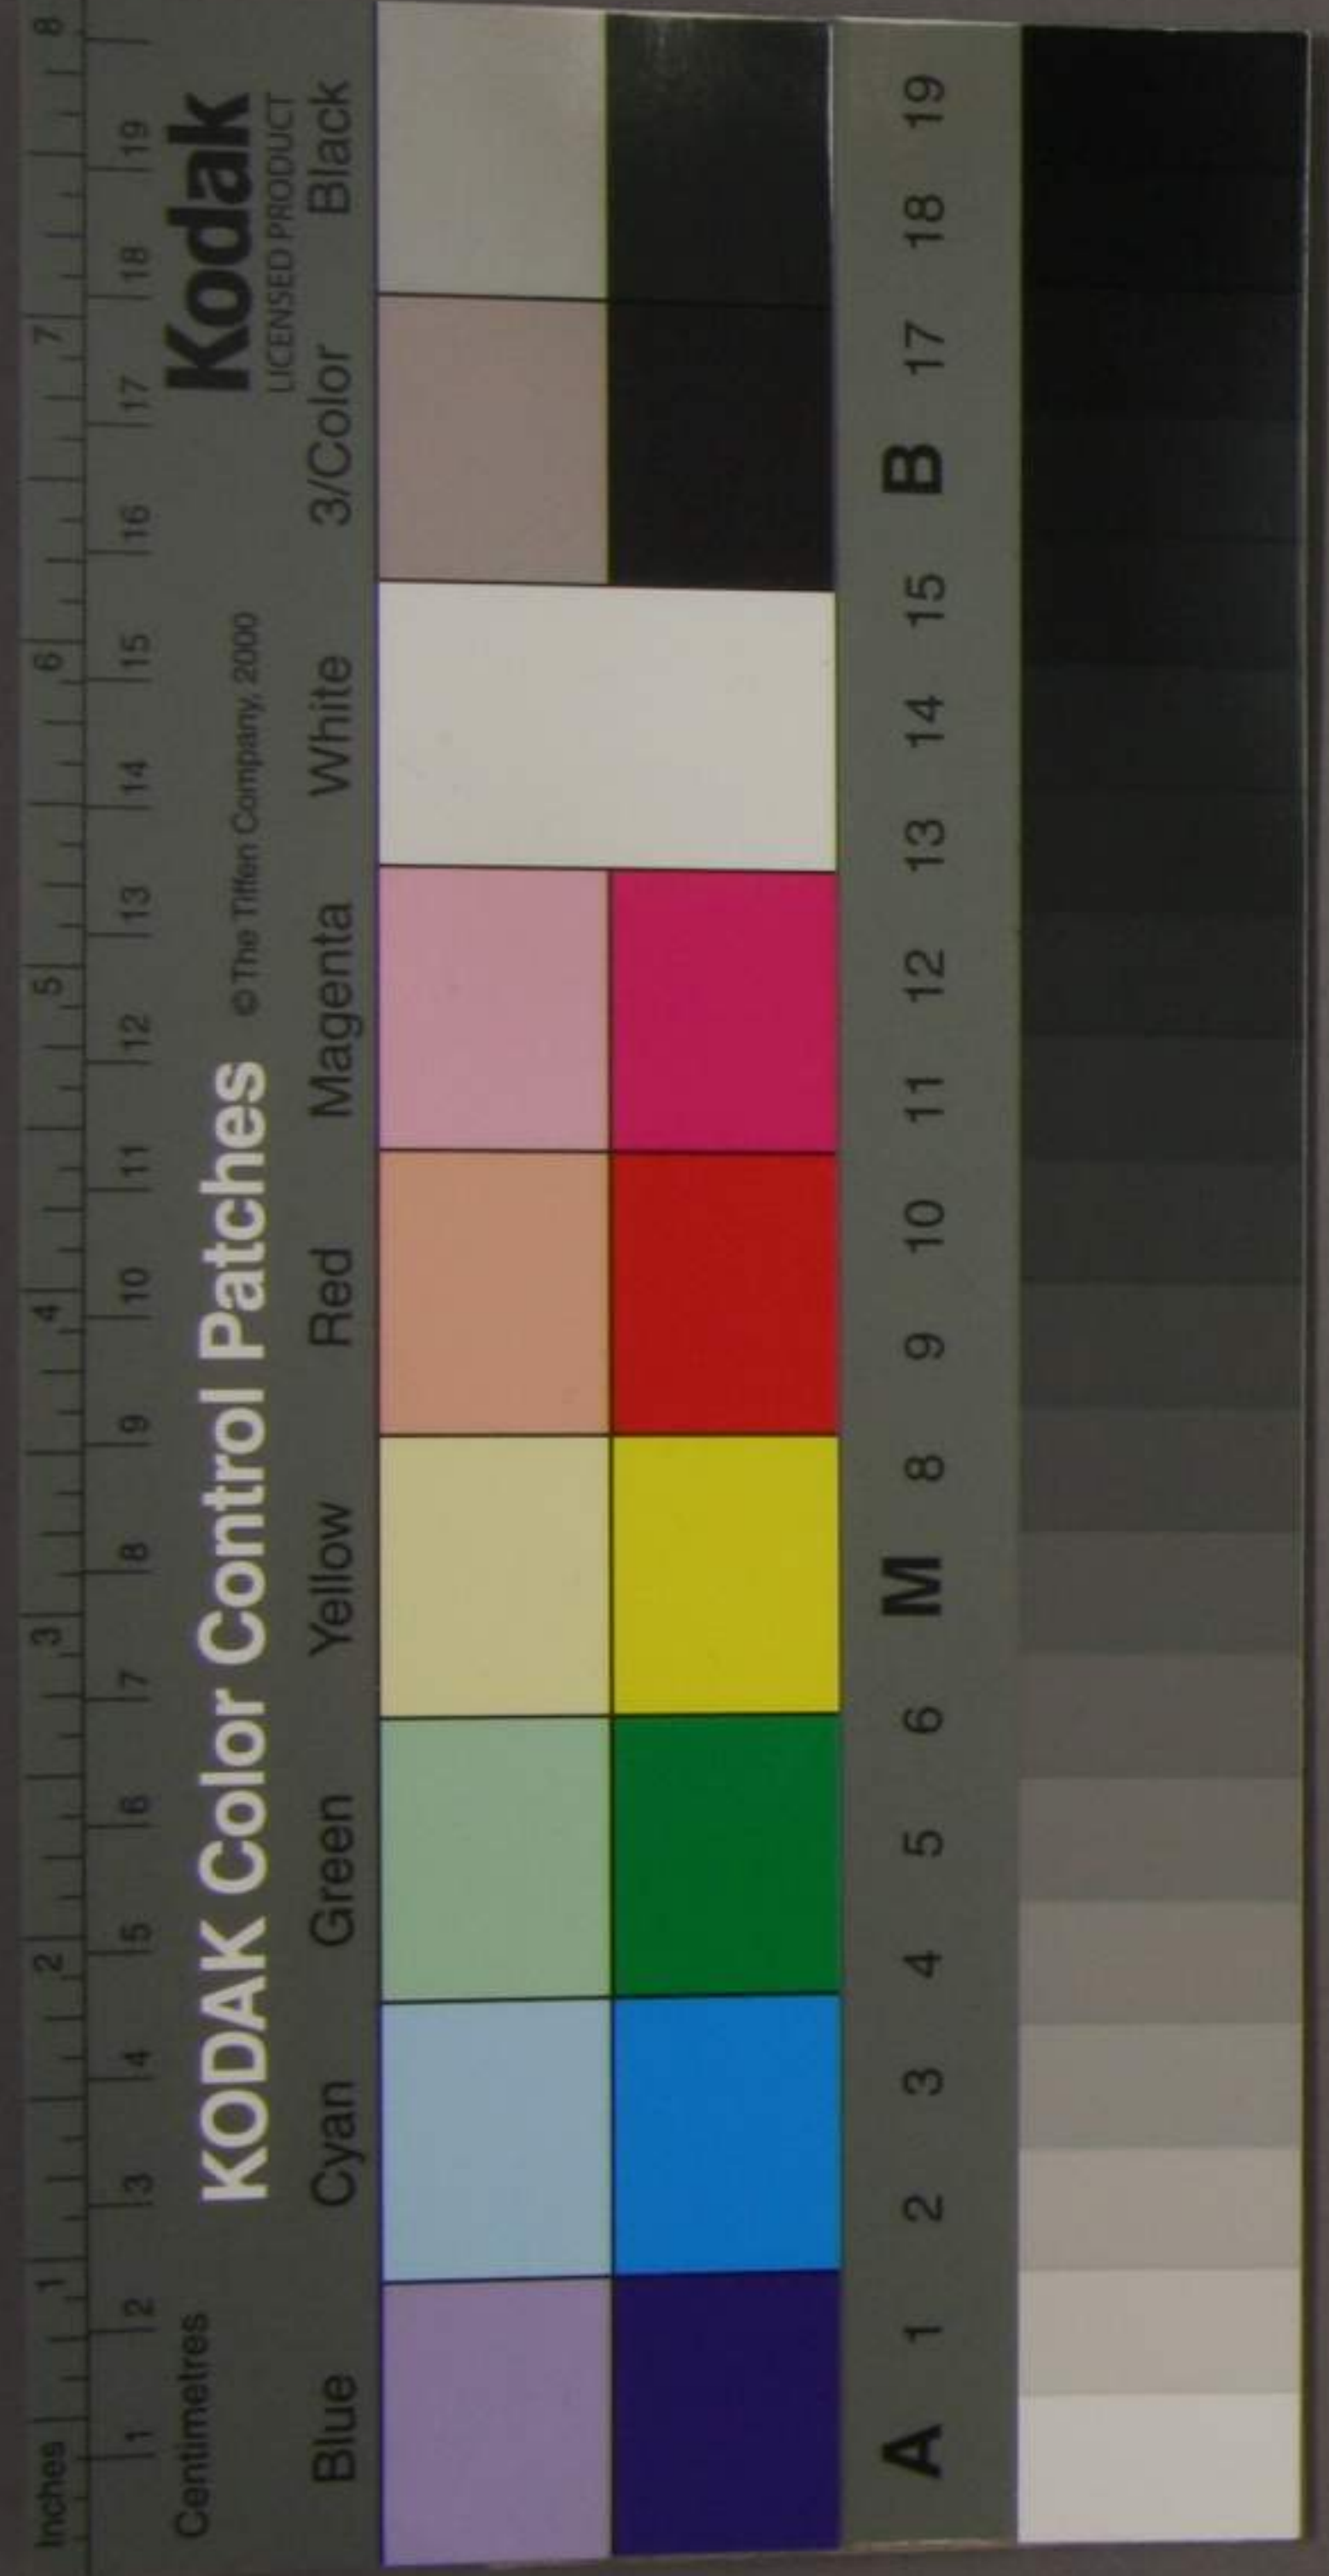 Inches 1 2 3 4 5 6 7 8
Centimetres 1 2 3 4 5 6 7 8 9 10 11 12 13 14 15 16 17 18 19
KODAK Color Control Patches © The Tiffen Company, 2000 Kodak
LICENSED PRODUCT
Blue Cyan Green Yellow Red Magenta White 3/Color Black
A 1 2 3 4 5 6 M 8 9 10 11 12 13 14 15 B 17 18 19